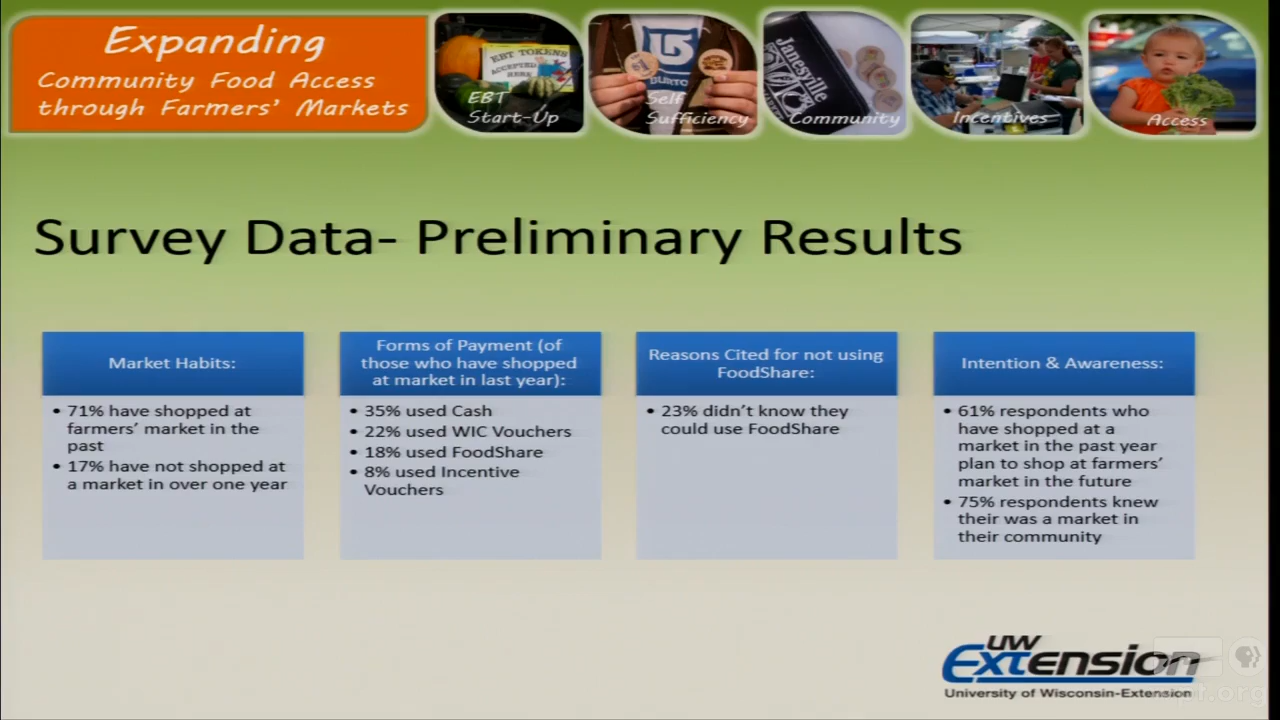 Expanding
Community Food Access
through Farmers' Markets
EBT TOKENS
ACCEPTED
HERE
EBT
Start-Up
BURTO
Self
Sufficiency
Janesville
Community
Incentives
Access
Survey Data- Preliminary Results
Market Habits:
• 71% have shopped at
farmers' market in the
past
• 17% have not shopped at
a market in over one year
Forms of Payment (of
those who have shopped
at market in last year):
• 35% used Cash
• 22% used WIC Vouchers
• 18% used FoodShare
• 8% used Incentive
Vouchers
Reasons Cited for not using
FoodShare:
• 23% didn't know they
could use FoodShare
Intention & Awareness:
• 61% respondents who
have shopped at a
market in the past year
plan to shop at farmers'
market in the future
• 75% respondents knew
their was a market in
their community
UW
Extension
University of Wisconsin-Extension